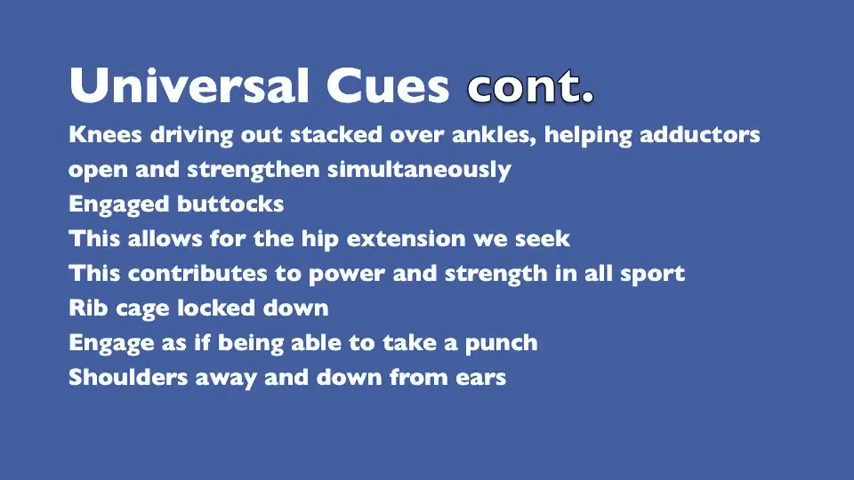 Universal Cues cont.
Knees driving out stacked over ankles, helping adductors
open and strengthen simultaneously
Engaged buttocks
This allows for the hip extension we seek
This contributes to power and strength in all sport
Rib cage locked down
Engage as if being able to take a punch
Shoulders away and down from ears